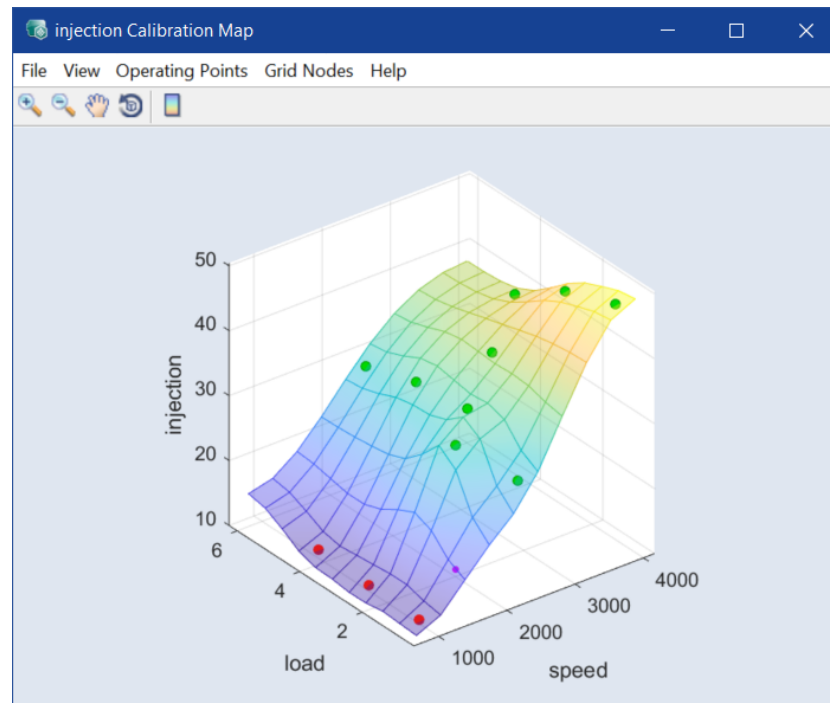 injection Calibration Map
File View Operating Points Grid Nodes Help
50
40
30
20
10
injection
6
4
2
load
1000
2000
3000
4000
speed